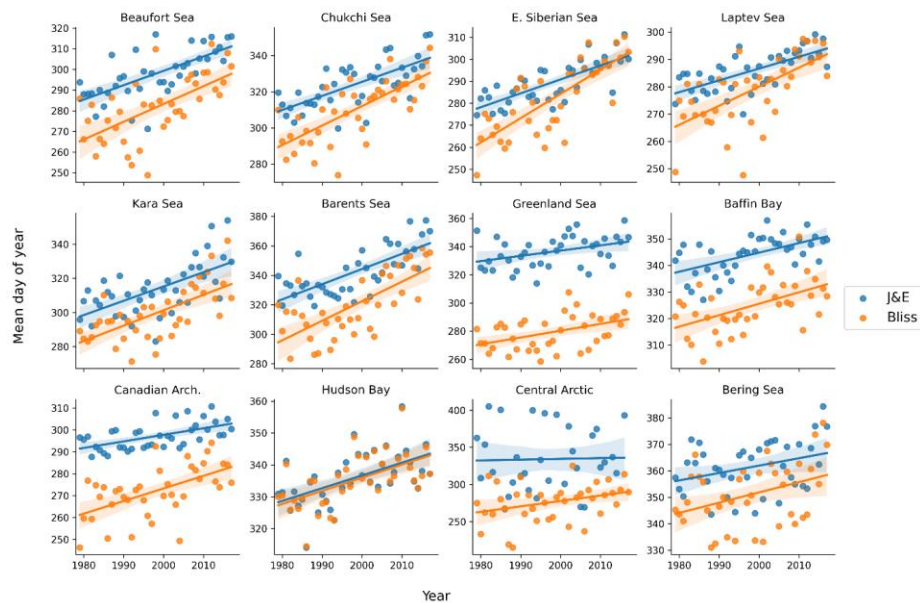 Beaufort Sea Chukchi Sea E. Siberian Sea Laptev Sea
320 310 300 290 280 270 260 250
340 320 300 280
310 300 290 280 270 260 250
300 290 280 270 260 250
Kara Sea Barents Sea Greenland Sea Baffin Bay
340 320 300 280
380 360 340 320 300 280
360 340 320 300 280 260
350 340 330 320 310
Mean day of year
J&E
Bliss
Canadian Arch. Hudson Bay Central Arctic Bering Sea
310 300 290 280 270 260 250
360 350 340 330 320
400 350 300 250
380 370 360 350 340 330
1980 1990 2000 2010 1980 1990 2000 2010 1980 1990 2000 2010 1980 1990 2000 2010
Year